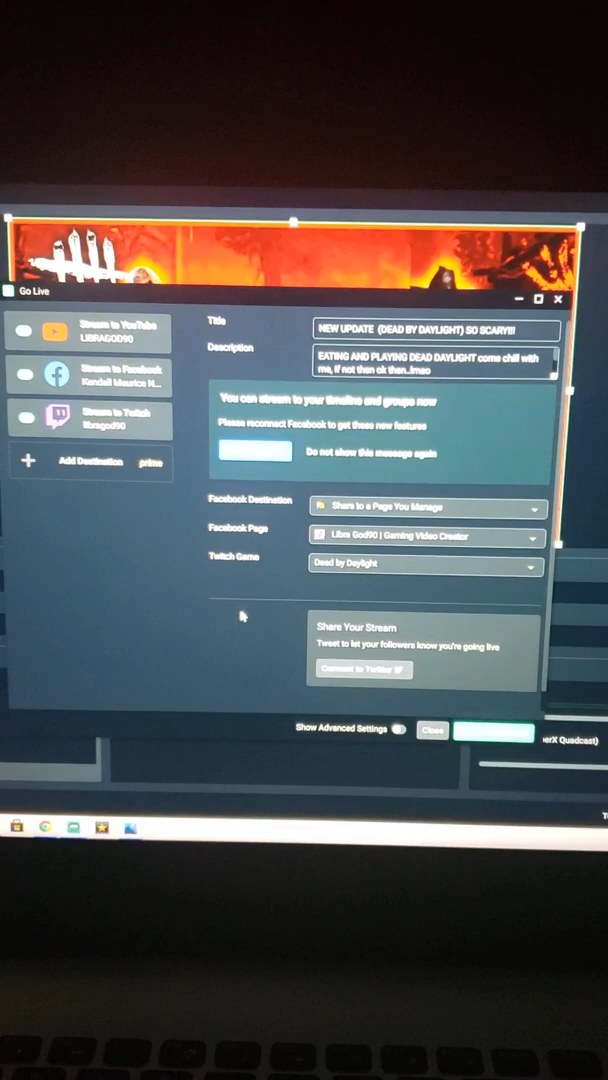 Go Live
Stream to YouTube
LIBRAGOD90
Stream to Facebook
Kendall Maurice N...
Stream to Twitch
libragod90
Add Destination
prime
Title
NEW UPDATE (DEAD BY DAYLIGHT) SO SCARY!!!
Description
EATING AND PLAYING DEAD DAYLIGHT come chill with
me, if not then ok then..lmao
You can stream to your timeline and groups now
Please reconnect Facebook to get these new features
Do not show this message again
Facebook Destination
Share to a Page You Manage
Facebook Page
Libra God90 | Gaming Video Creator
Twitch Game
Dead by Daylight
Share Your Stream
Tweet to let your followers know you're going live
Connect to Twitter
Show Advanced Settings
Close
erX Quadcast)